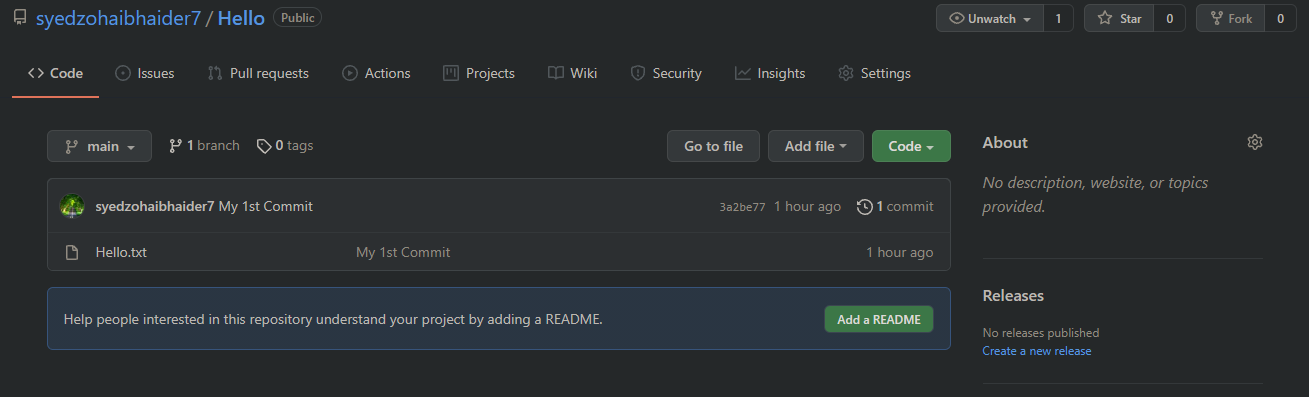 syedzohaibhaider7 / Hello Public Unwatch 1 Star 0 Fork 0
Code Issues Pull requests Actions Projects Wiki Security Insights Settings
main 1 branch 0 tags Go to file Add file Code
syedzohaibhaider7 My 1st Commit 3a2be77 1 hour ago 1 commit
Hello.txt My 1st Commit 1 hour ago
Help people interested in this repository understand your project by adding a README. Add a README
About
No description, website, or topics
provided.
Releases
No releases published
Create a new release